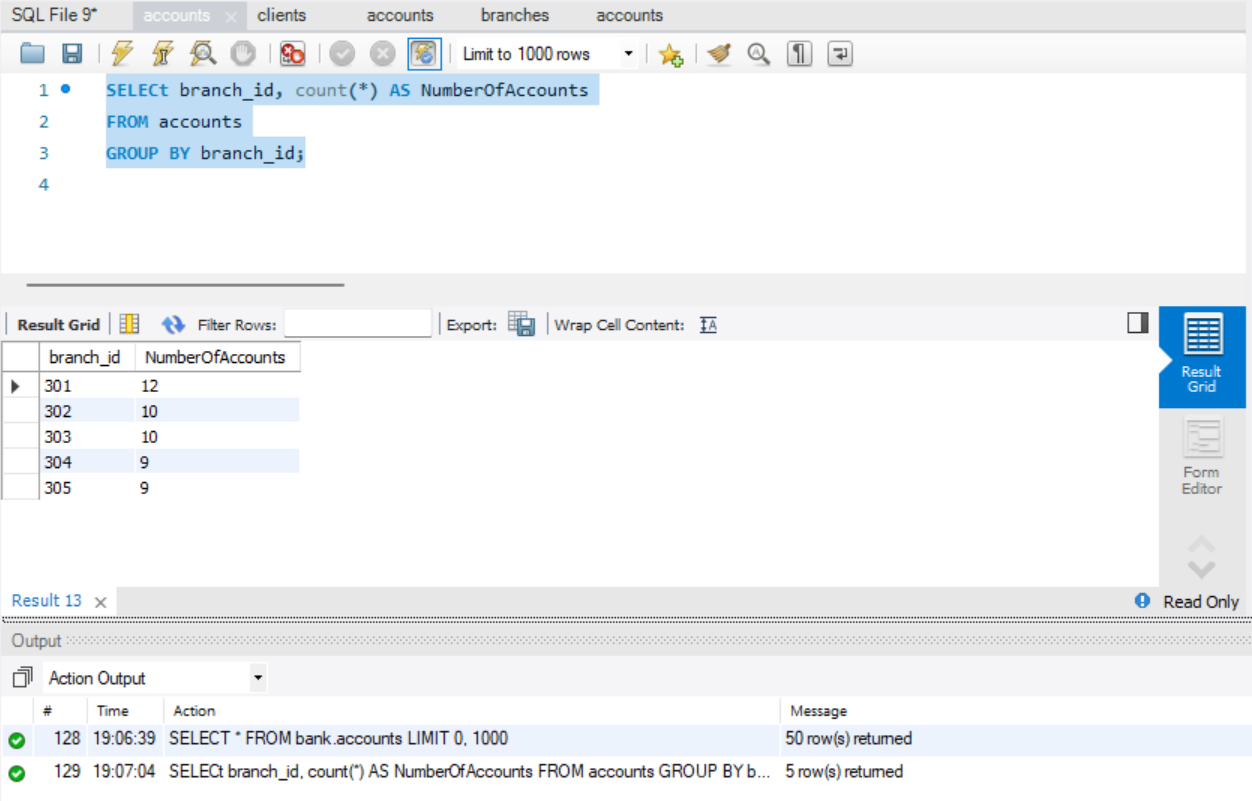 SQL File 9* accounts clients accounts branches accounts
Limit to 1000 rows
1 SELECt branch_id, count(*) AS NumberOfAccounts
2 FROM accounts
3 GROUP BY branch_id;
4
Result Grid Filter Rows: Export: Wrap Cell Content:
branch_id NumberOfAccounts
301 12
302 10
303 10
304 9
305 9
Result
Grid
Form
Editor
Result 13 Read Only
Output
Action Output
# Time Action Message
128 19:06:39 SELECT * FROM bank.accounts LIMIT 0, 1000 50 row(s) returned
129 19:07:04 SELECt branch_id, count(*) AS NumberOfAccounts FROM accounts GROUP BY b... 5 row(s) returned